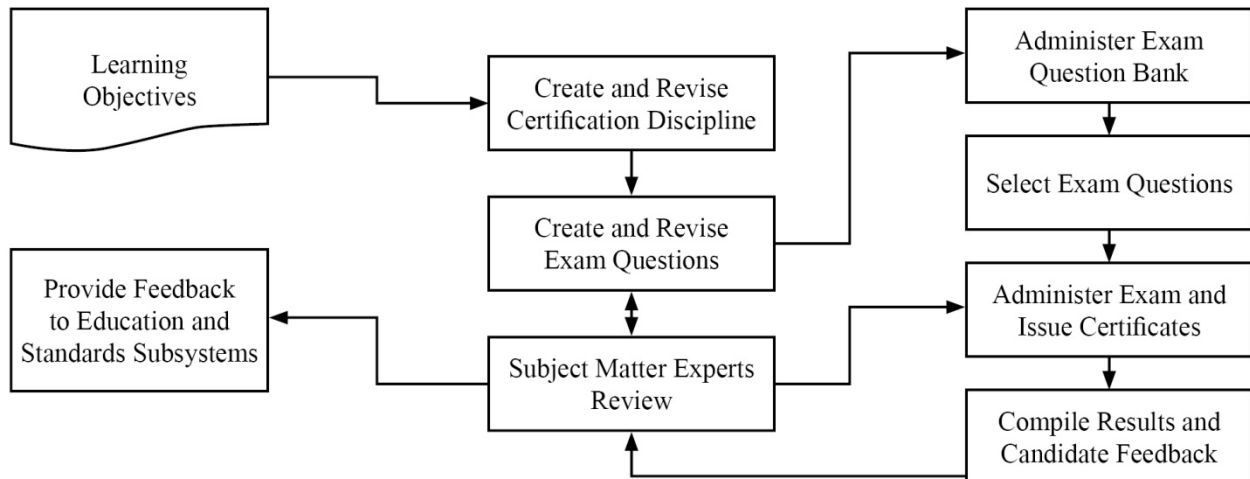 Learning
Objectives
Create and Revise
Certification Discipline
Administer Exam
Question Bank
Select Exam Questions
Create and Revise
Exam Questions
Provide Feedback
to Education and
Standards Subsystems
Administer Exam and
Issue Certificates
Subject Matter Experts
Review
Compile Results and
Candidate Feedback